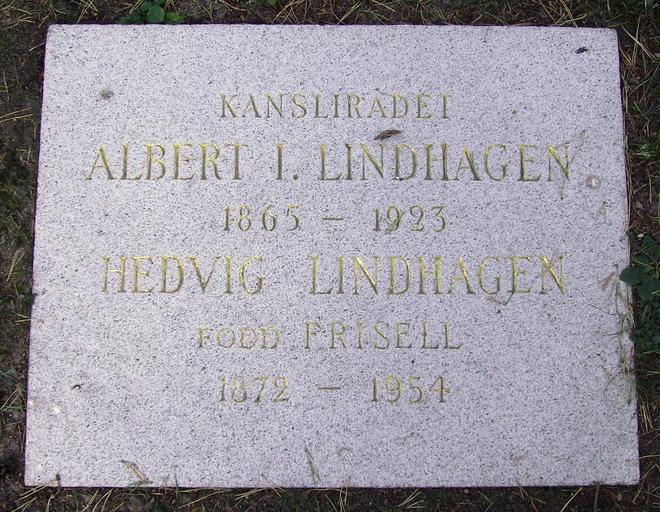 KANSLIRÅDET
ALBERT I. LINDHAGEN
1865 – 1923
HEDVIG LINDHAGEN
FÖDD FRISELL
1872 – 1954